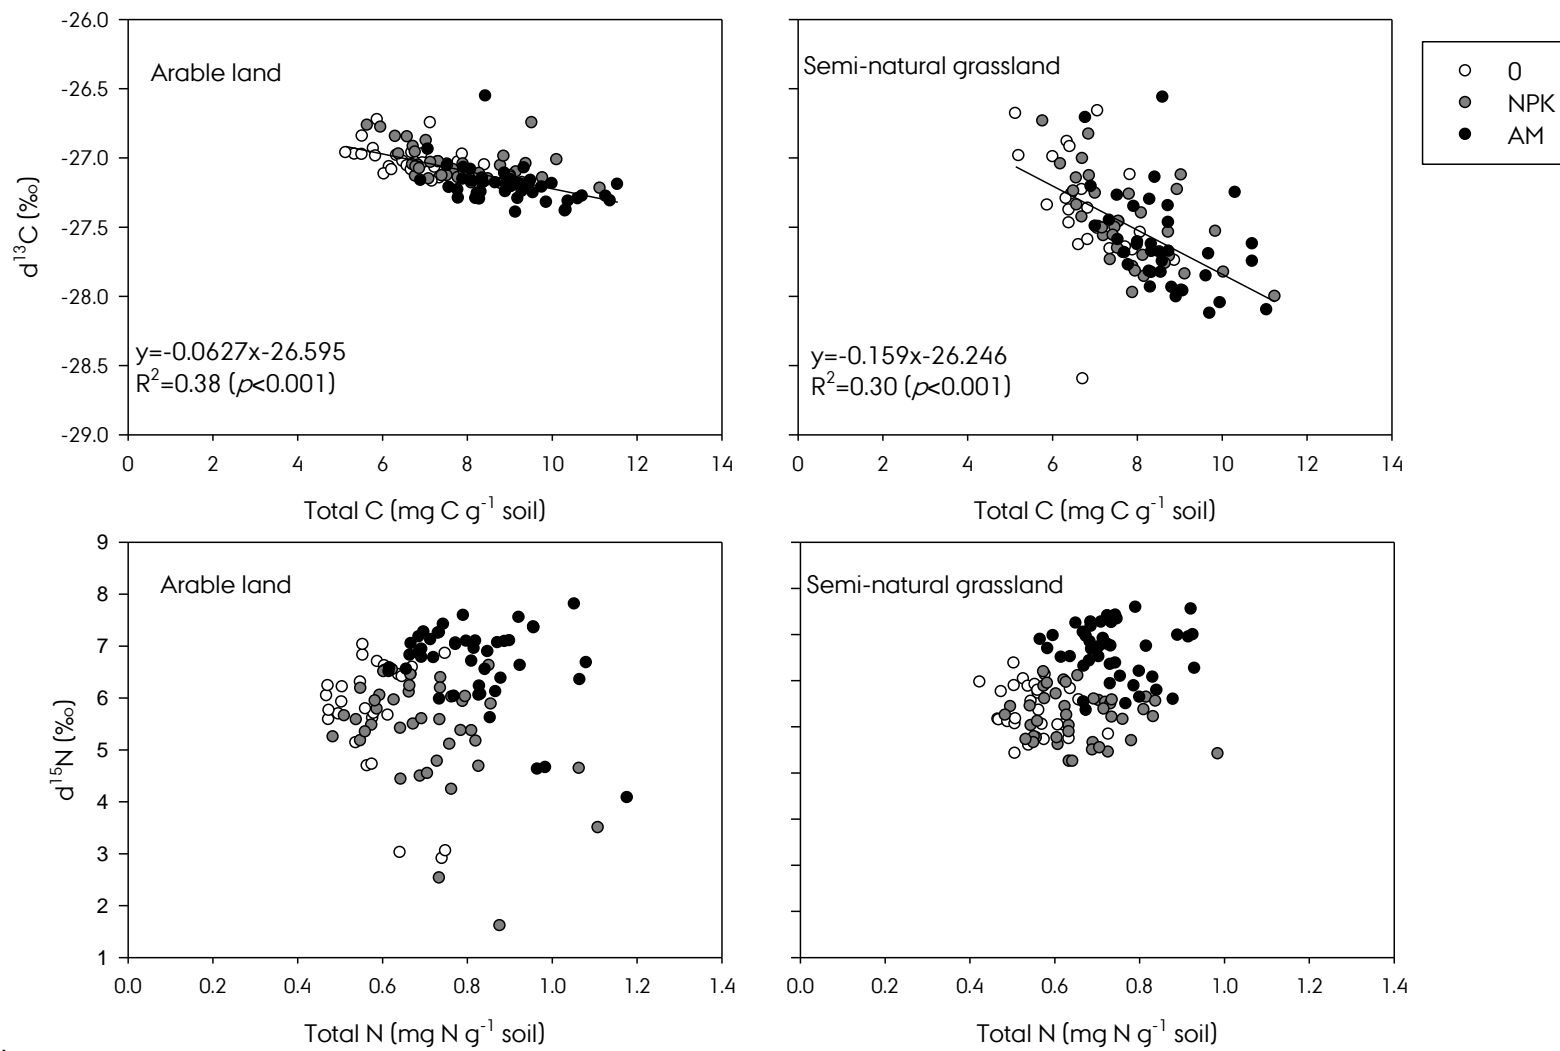 -26.0
-26.5
-27.0
-27.5
-28.0
-28.5
-29.0
d¹³C (‰)
Arable land
y=-0.0627x-26.595
R²=0.38 (p<0.001)
0 2 4 6 8 10 12 14
Total C (mg C g⁻¹ soil)
Semi-natural grassland
y=-0.159x-26.246
R²=0.30 (p<0.001)
0 2 4 6 8 10 12 14
Total C (mg C g⁻¹ soil)
0
NPK
AM
9
8
7
6
5
4
3
2
1
d¹⁵N (‰)
Arable land
0.0 0.2 0.4 0.6 0.8 1.0 1.2 1.4
Total N (mg N g⁻¹ soil)
Semi-natural grassland
0.0 0.2 0.4 0.6 0.8 1.0 1.2 1.4
Total N (mg N g⁻¹ soil)